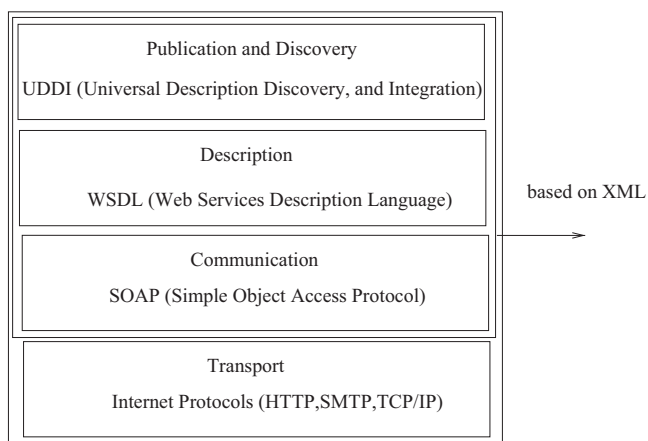 Publication and Discovery
UDDI (Universal Description Discovery, and Integration)
Description
WSDL (Web Services Description Language)
based on XML
Communication
SOAP (Simple Object Access Protocol)
Transport
Internet Protocols (HTTP,SMTP,TCP/IP)